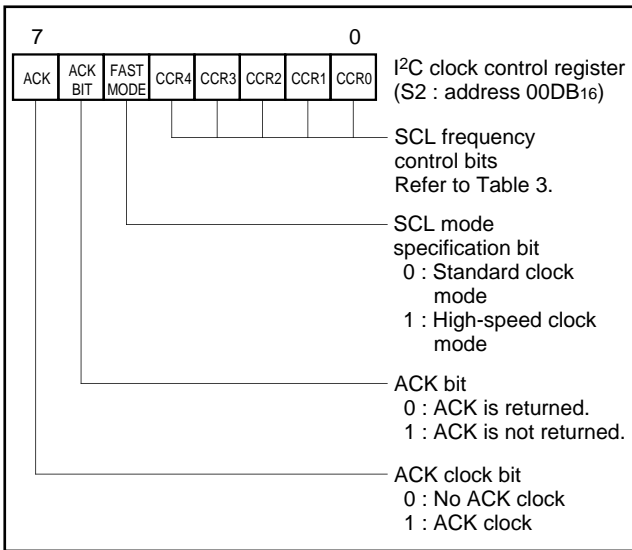 7 0
ACK ACK BIT FAST MODE CCR4 CCR3 CCR2 CCR1 CCR0
I²C clock control register
(S2 : address 00DB₁₆)
SCL frequency
control bits
Refer to Table 3.
SCL mode
specification bit
0 : Standard clock
mode
1 : High-speed clock
mode
ACK bit
0 : ACK is returned.
1 : ACK is not returned.
ACK clock bit
0 : No ACK clock
1 : ACK clock